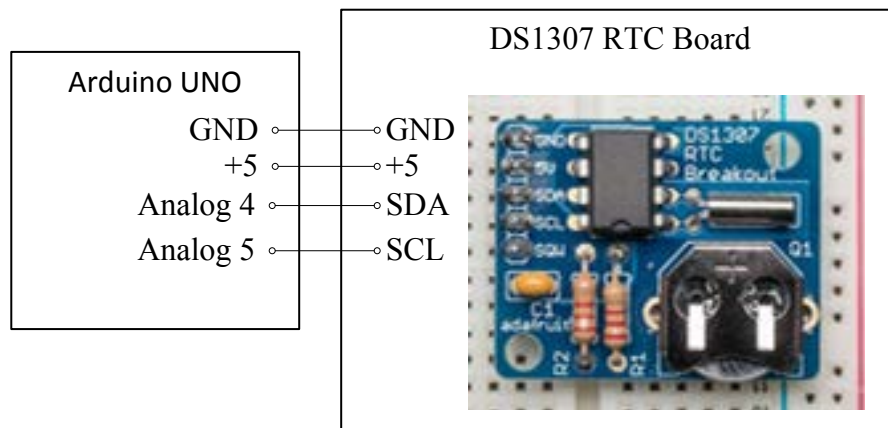 DS1307 RTC Board
Arduino UNO
GND GND
+5 +5
Analog 4 SDA
Analog 5 SCL
GND
5V
SDA
SCL
SQW
DS1307
RTC
Breakout
Q1
C1
adafruit
R2
R1
17